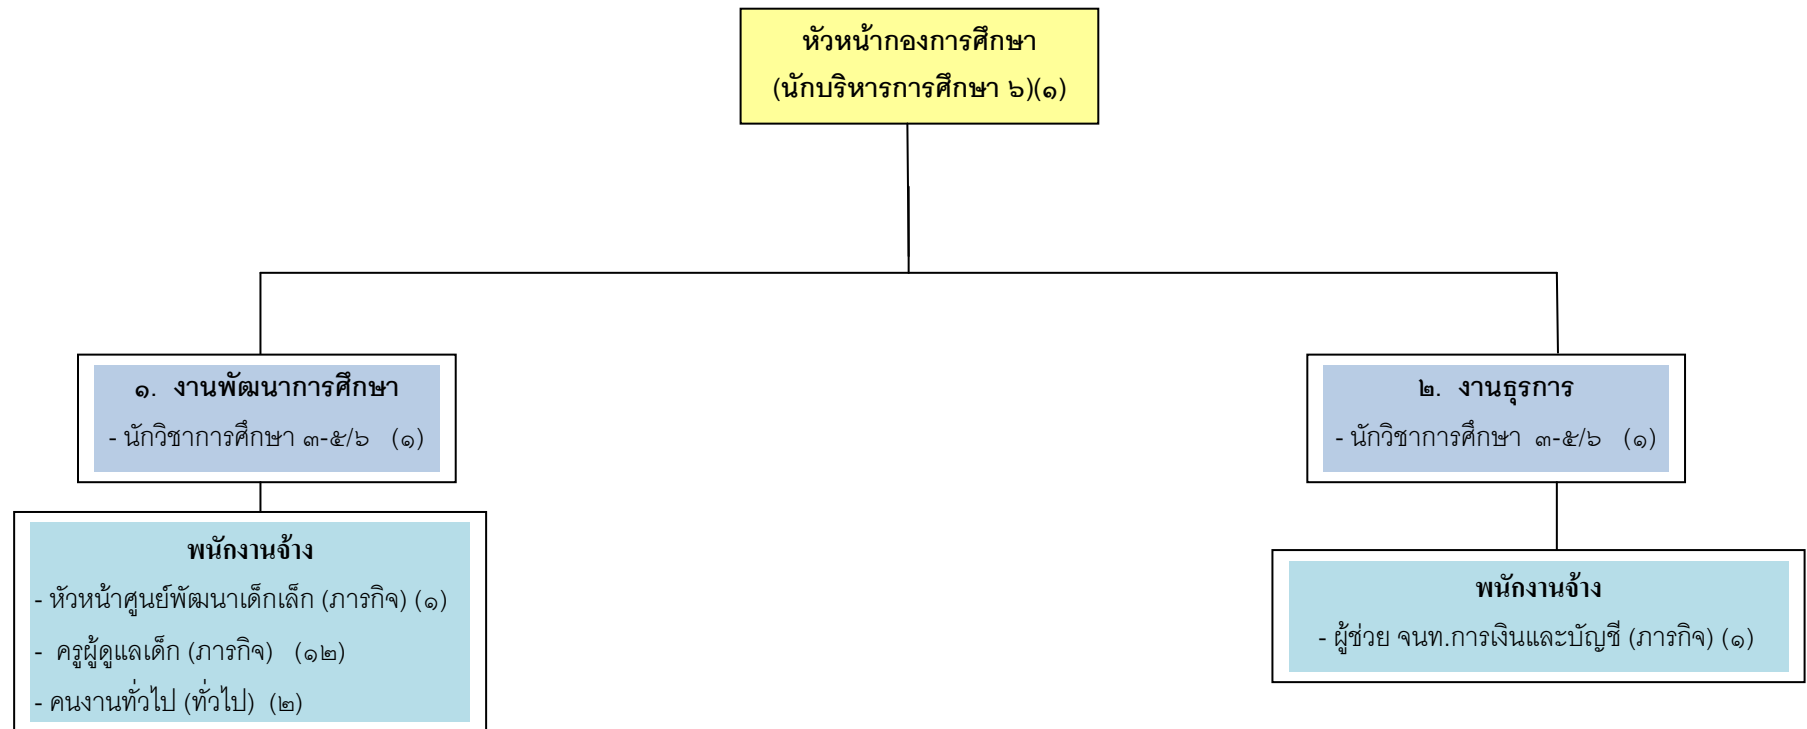 หัวหน้ากองการศึกษา
(นักบริหารการศึกษา ๖)(๑)
๑. งานพัฒนาการศึกษา
- นักวิชาการศึกษา ๓-๕/๖ (๑)
พนักงานจ้าง
- หัวหน้าศูนย์พัฒนาเด็กเล็ก (ภารกิจ) (๑)
- ครูผู้ดูแลเด็ก (ภารกิจ) (๑๒)
- คนงานทั่วไป (ทั่วไป) (๒)
๒. งานธุรการ
- นักวิชาการศึกษา ๓-๕/๖ (๑)
พนักงานจ้าง
- ผู้ช่วย จนท.การเงินและบัญชี (ภารกิจ) (๑)